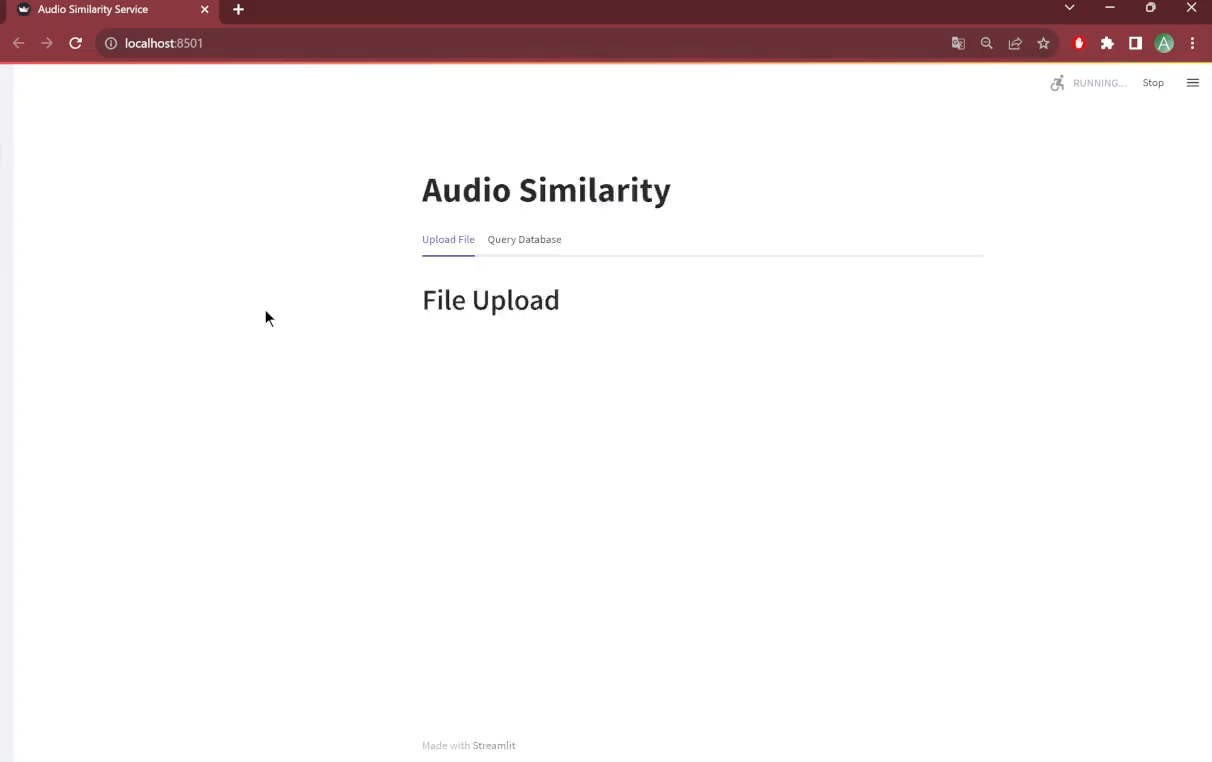 Audio Similarity Service
localhost:8501
A
RUNNING... Stop
Audio Similarity
Upload File Query Database
File Upload
Made with Streamlit